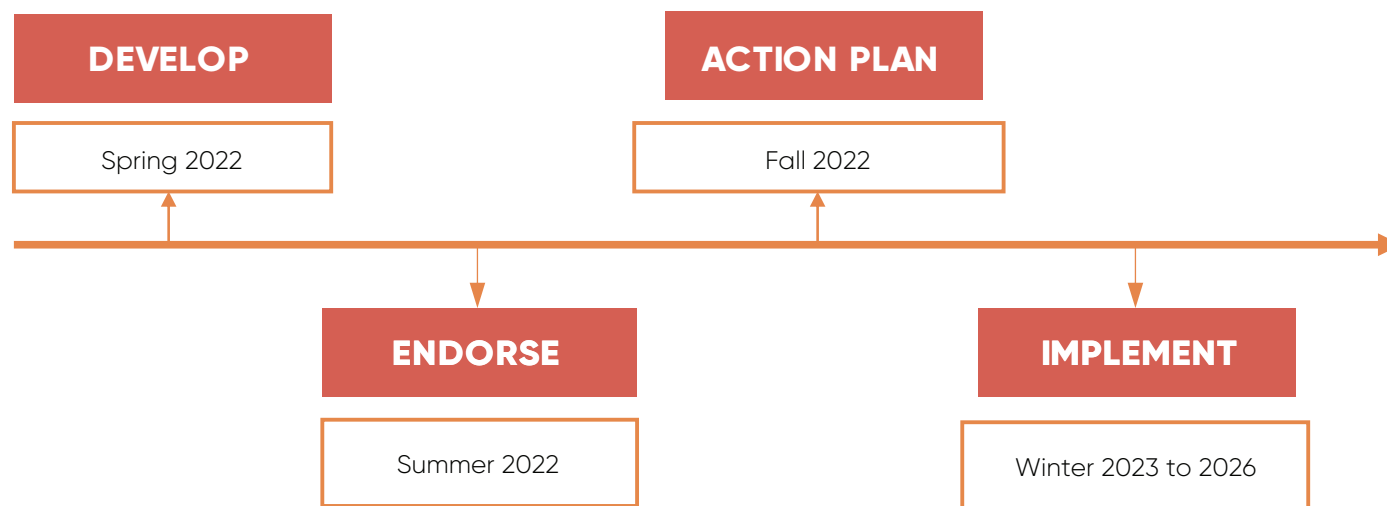 DEVELOP
Spring 2022
ENDORSE
Summer 2022
ACTION PLAN
Fall 2022
IMPLEMENT
Winter 2023 to 2026